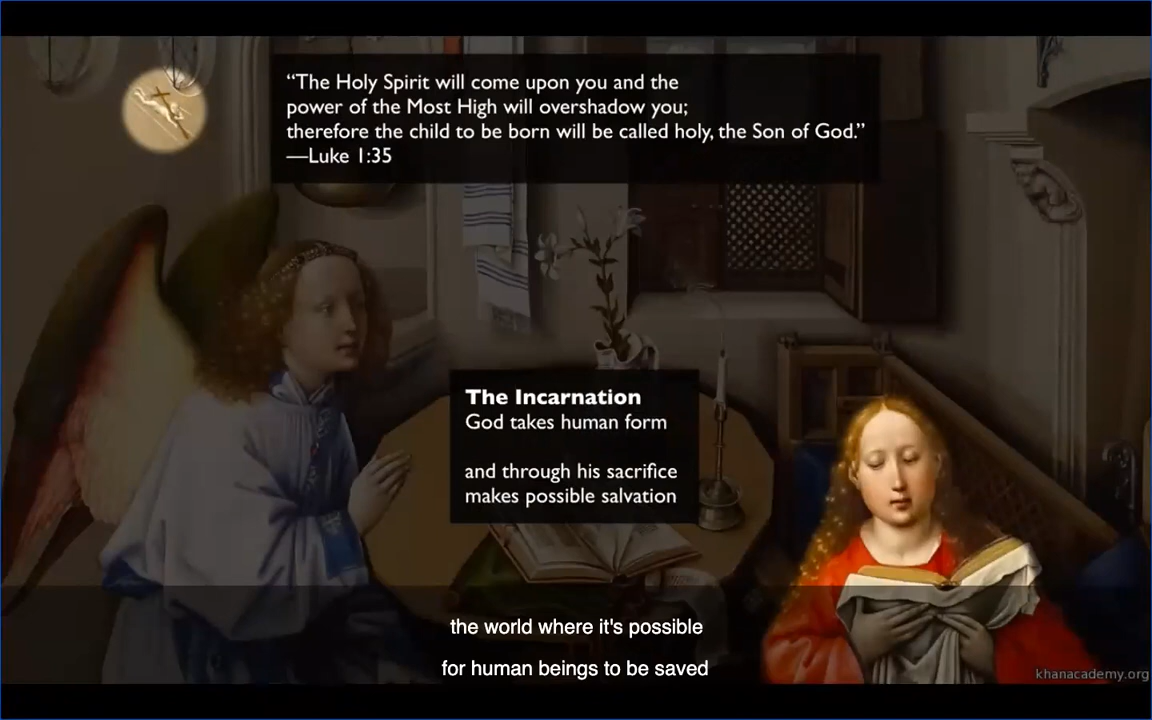 “The Holy Spirit will come upon you and the
power of the Most High will overshadow you;
therefore the child to be born will be called holy, the Son of God.”
—Luke 1:35
The Incarnation
God takes human form
and through his sacrifice
makes possible salvation
the world where it's possible
for human beings to be saved
khanacademy.org